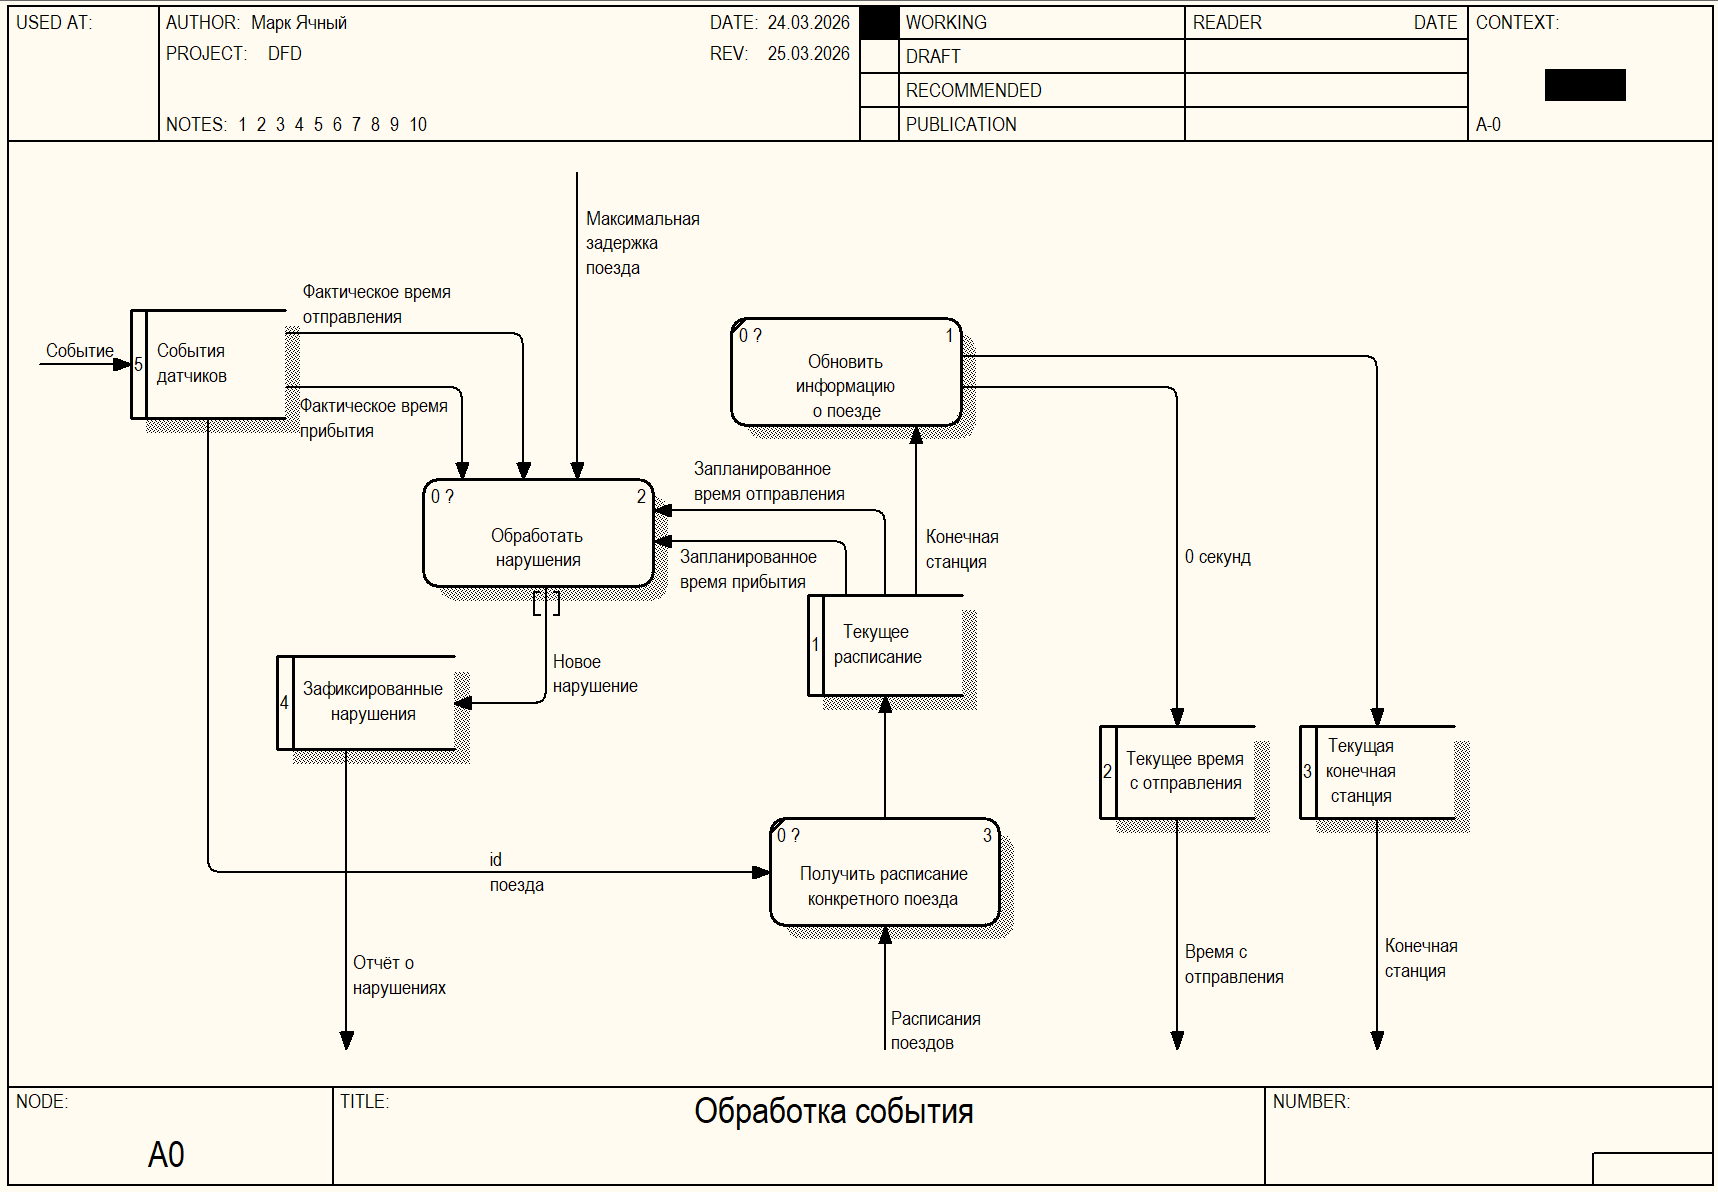 USED AT:
AUTHOR: Марк Ячный
DATE: 24.03.2026
PROJECT: DFD
REV: 25.03.2026
NOTES: 1 2 3 4 5 6 7 8 9 10
WORKING
DRAFT
RECOMMENDED
PUBLICATION
READER DATE
CONTEXT:
A-0
Максимальная
задержка
поезда
Фактическое время
отправления
Событие
5
События
датчиков
Фактическое время
прибытия
0 ? 1
Обновить
информацию
о поезде
Запланированное
время отправления
0 ? 2
Обработать
нарушения
Запланированное
время прибытия
Конечная
станция
0 секунд
1
Текущее
расписание
Новое
нарушение
4
Зафиксированные
нарушения
2
Текущее время
с отправления
3
Текущая
конечная
станция
0 ? 3
Получить расписание
конкретного поезда
id
поезда
Отчёт о
нарушениях
Время с
отправления
Конечная
станция
Расписания
поездов
NODE:
A0
TITLE:
Обработка события
NUMBER: